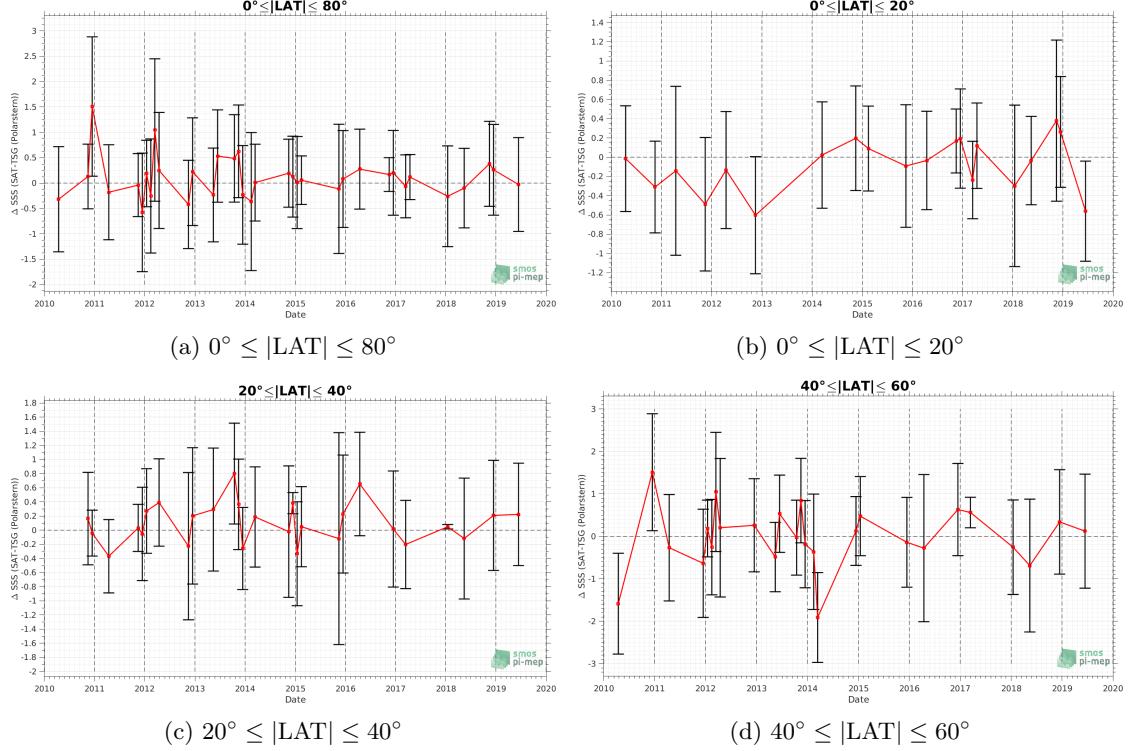 0°≤|LAT|≤ 80°
Δ SSS (SAT-TSG (Polarstern))
3
2.5
2
1.5
1
0.5
0
-0.5
-1
-1.5
-2
2010 2011 2012 2013 2014 2015 2016 2017 2018 2019 2020
Date
smos
pi-mep
(a) 0° ≤ |LAT| ≤ 80°
0°≤|LAT|≤ 20°
Δ SSS (SAT-TSG (Polarstern))
1.4
1.2
1
0.8
0.6
0.4
0.2
0
-0.2
-0.4
-0.6
-0.8
-1
-1.2
2010 2011 2012 2013 2014 2015 2016 2017 2018 2019 2020
Date
smos
pi-mep
(b) 0° ≤ |LAT| ≤ 20°
20°≤|LAT|≤ 40°
Δ SSS (SAT-TSG (Polarstern))
1.8
1.6
1.4
1.2
1
0.8
0.6
0.4
0.2
0
-0.2
-0.4
-0.6
-0.8
-1
-1.2
-1.4
-1.6
-1.8
-2
2010 2011 2012 2013 2014 2015 2016 2017 2018 2019 2020
Date
smos
pi-mep
(c) 20° ≤ |LAT| ≤ 40°
40°≤|LAT|≤ 60°
Δ SSS (SAT-TSG (Polarstern))
3
2
1
0
-1
-2
-3
2010 2011 2012 2013 2014 2015 2016 2017 2018 2019 2020
Date
smos
pi-mep
(d) 40° ≤ |LAT| ≤ 60°